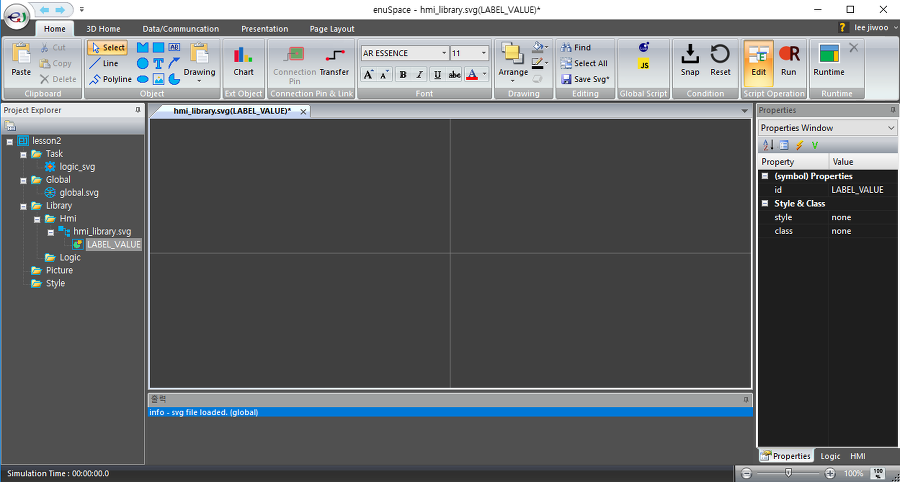 enuSpace - hmi_library.svg(LABEL_VALUE)*
Home 3D Home Data/Communcation Presentation Page Layout ? lee jiwoo
Paste Cut Copy Delete
Clipboard
Select Line Polyline AB T Drawing
Object
Chart
Ext Object
Connection Pin Transfer
Connection Pin & Link
AR ESSENCE 11
A A B I U abc A
Font
Arrange
Drawing
Find
Select All
Save Svg*
Editing
JS
Global Script
Snap Reset
Condition
E R
Edit Run
Script Operation
Runtime
Runtime
Project Explorer
lesson2
Task
logic_svg
Global
global.svg
Library
Hmi
hmi_library.svg
LABEL_VALUE
Logic
Picture
Style
hmi_library.svg(LABEL_VALUE)*
출력
info - svg file loaded. (global)
Properties
Properties Window
Property Value
(symbol) Properties
id LABEL_VALUE
Style & Class
style none
class none
Properties Logic HMI
Simulation Time : 00:00:00.0
100%
100 %